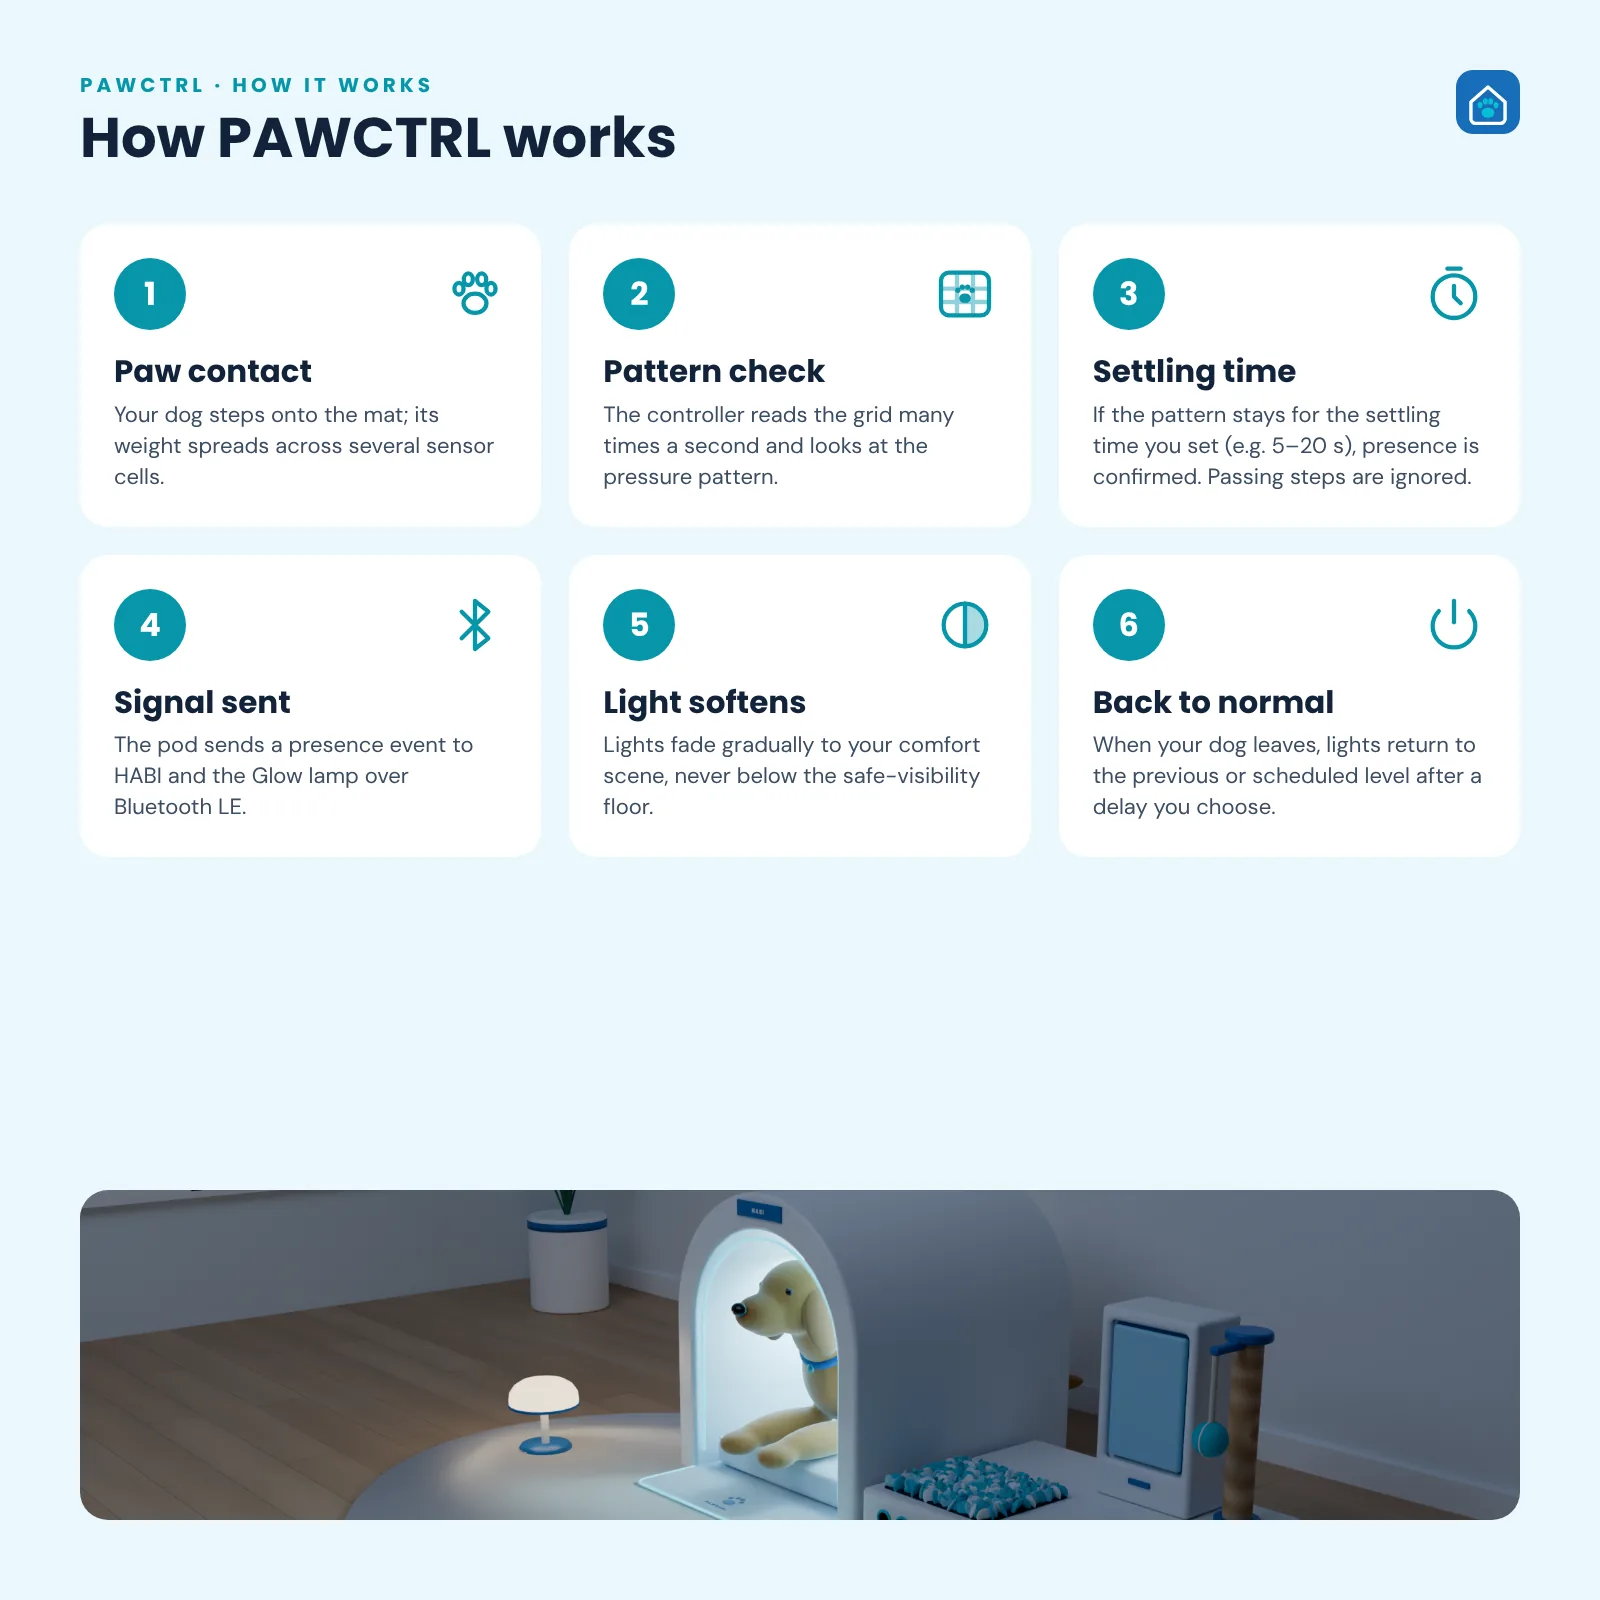 PAWCTRL · HOW IT WORKS
How PAWCTRL works
1
Paw contact
Your dog steps onto the mat; its
weight spreads across several sensor
cells.
2
Pattern check
The controller reads the grid many
times a second and looks at the
pressure pattern.
3
Settling time
If the pattern stays for the settling
time you set (e.g. 5–20 s), presence is
confirmed. Passing steps are ignored.
4
Signal sent
The pod sends a presence event to
HABI and the Glow lamp over
Bluetooth LE.
5
Light softens
Lights fade gradually to your comfort
scene, never below the safe-visibility
floor.
6
Back to normal
When your dog leaves, lights return to
the previous or scheduled level after a
delay you choose.
HABI